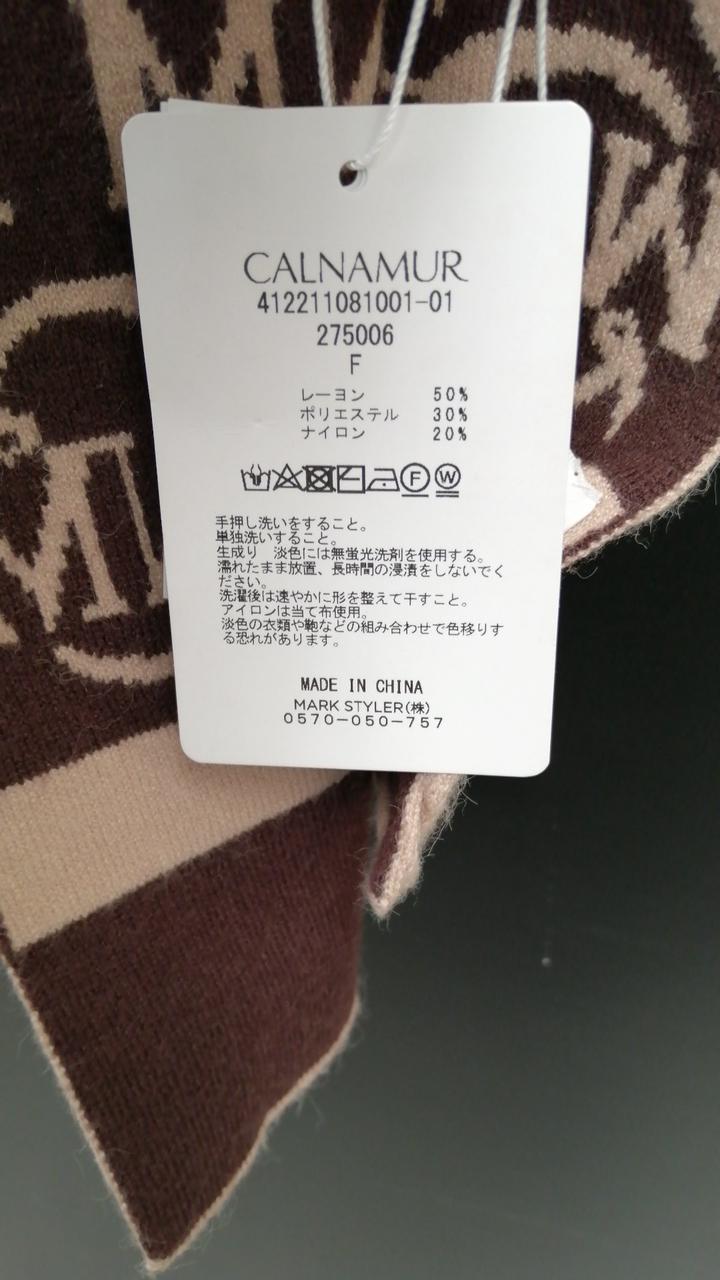 CALNAMUR
412211081001-01
275006
F
レーヨン 50%
ポリエステル 30%
ナイロン 20%
F W
手押し洗いをすること。
単独洗いすること。
生成り 淡色には無蛍光洗剤を使用する。
濡れたまま放置、長時間の浸漬をしないでく
ださい。
洗濯後は速やかに形を整えて干すこと。
アイロンは当て布使用。
淡色の衣類や鞄などの組み合わせで色移りす
る恐れがあります。
MADE IN CHINA
MARK STYLER(株)
0570-050-757